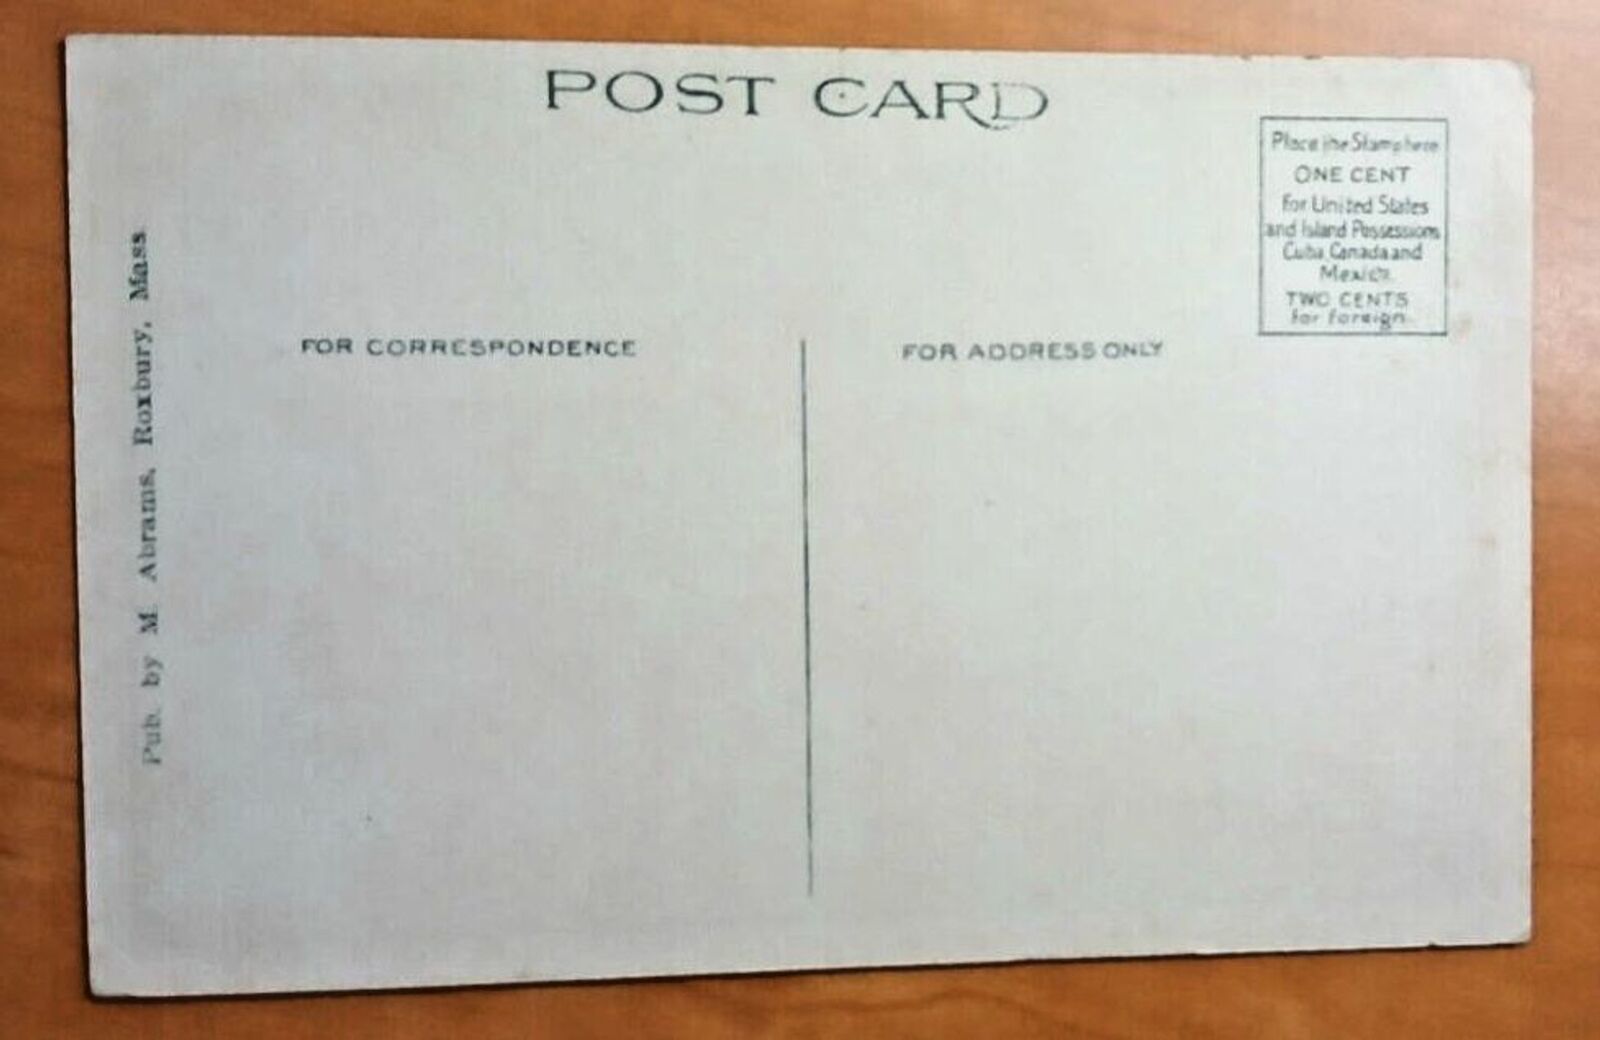 POST CARD
Place the Stamp here
ONE CENT
For United States
and Island Possessions
Cuba, Canada and
Mexico.
TWO CENTS
for foreign.
FOR CORRESPONDENCE
FOR ADDRESS ONLY
Pub. by M. Abrams, Roxbury, Mass